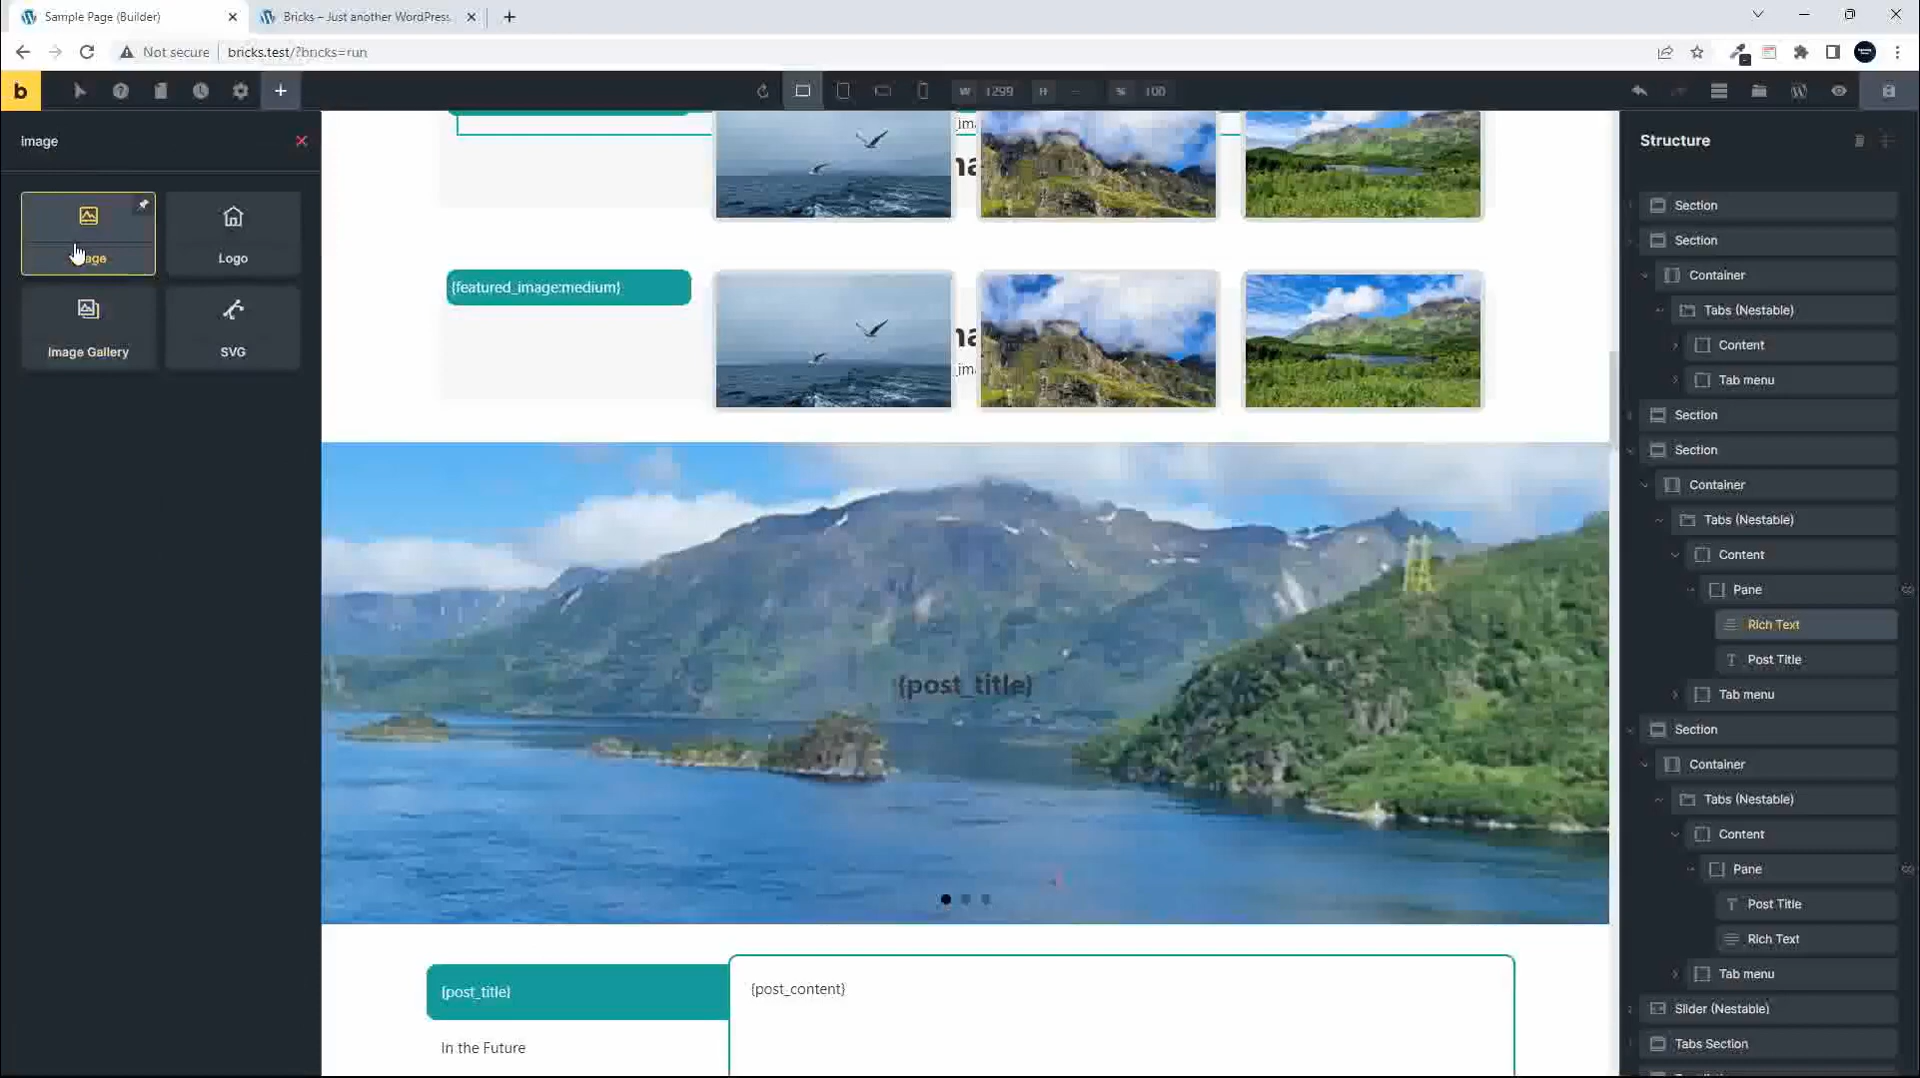 Sample Page (Builder)
Bricks – Just another WordPress
Not secure
bricks.test/?bricks=run
b
W 1299 H – % 100
image
Image
Logo
Image Gallery
SVG
{featured_image:medium}
{post_title}
{post_title}
{post_content}
In the Future
Structure
Section
Section
Container
Tabs (Nestable)
Content
Tab menu
Section
Section
Container
Tabs (Nestable)
Content
Pane
Rich Text
Post Title
Tab menu
Section
Container
Tabs (Nestable)
Content
Pane
Post Title
Rich Text
Tab menu
Slider (Nestable)
Tabs Section